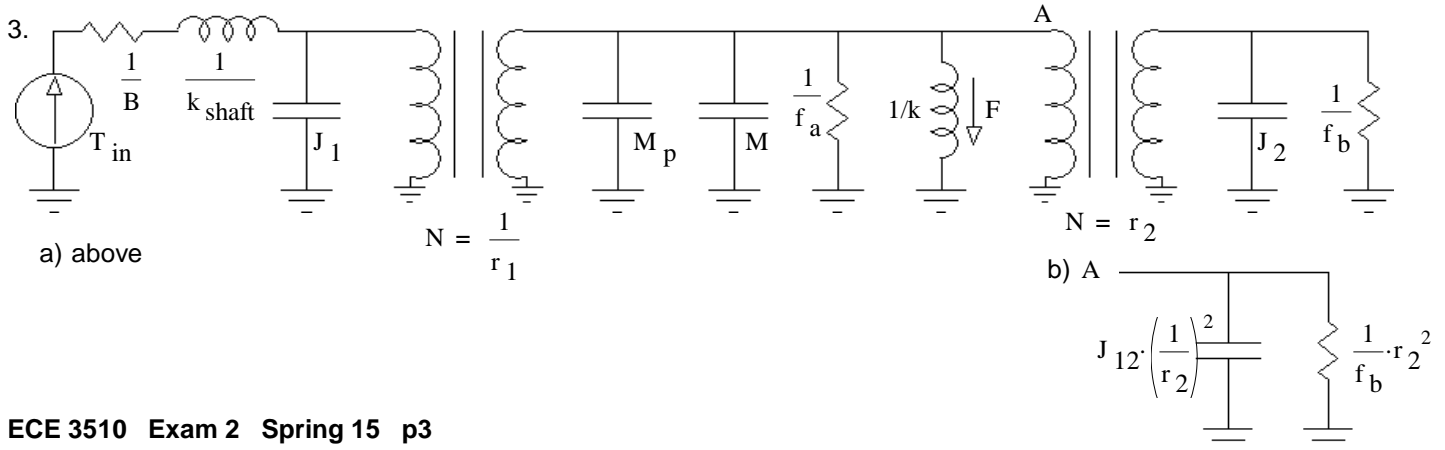 3.
A
1
B
1
k shaft
T in
J 1
M p
M
1
f a
1/k
F
J 2
1
f b
a) above
N = 1
r 1
N = r 2
b) A
J 12 · ( 1
r 2 ) 2
1
f b · r 2 2
ECE 3510 Exam 2 Spring 15 p3